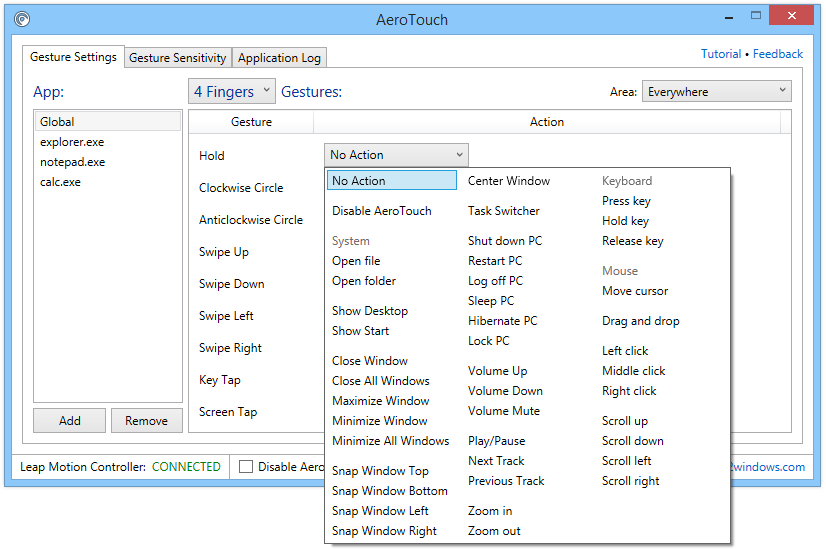 AeroTouch
Gesture Settings
Gesture Sensitivity
Application Log
Tutorial • Feedback
App:
4 Fingers
Gestures:
Area:
Everywhere
Global
explorer.exe
notepad.exe
calc.exe
Add
Remove
Gesture
Action
Hold
Clockwise Circle
Anticlockwise Circle
Swipe Up
Swipe Down
Swipe Left
Swipe Right
Key Tap
Screen Tap
No Action
No Action
Disable AeroTouch
System
Open file
Open folder
Show Desktop
Show Start
Close Window
Close All Windows
Maximize Window
Minimize Window
Minimize All Windows
Snap Window Top
Snap Window Bottom
Snap Window Left
Snap Window Right
Center Window
Task Switcher
Shut down PC
Restart PC
Log off PC
Sleep PC
Hibernate PC
Lock PC
Volume Up
Volume Down
Volume Mute
Play/Pause
Next Track
Previous Track
Zoom in
Zoom out
Keyboard
Press key
Hold key
Release key
Mouse
Move cursor
Drag and drop
Left click
Middle click
Right click
Scroll up
Scroll down
Scroll left
Scroll right
Leap Motion Controller: CONNECTED
Disable Aero
2windows.com